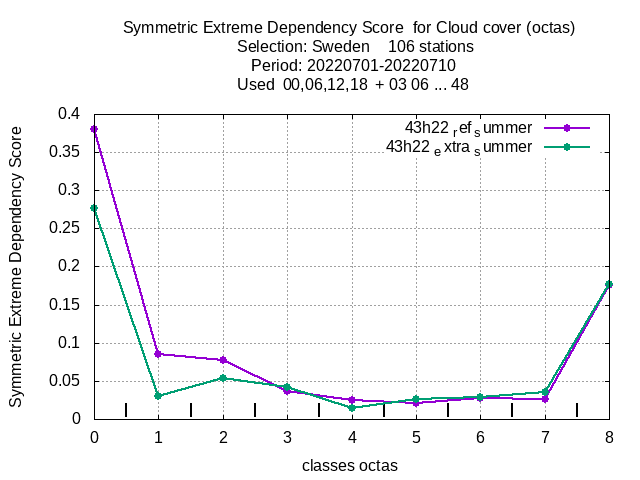 Symmetric Extreme Dependency Score for Cloud cover (octas)
Selection: Sweden 106 stations
Period: 20220701-20220710
Used 00,06,12,18 + 03 06 ... 48
43h22 ref summer
43h22 extra summer
Symmetric Extreme Dependency Score
0.4
0.35
0.3
0.25
0.2
0.15
0.1
0.05
0
0 1 2 3 4 5 6 7 8
classes octas